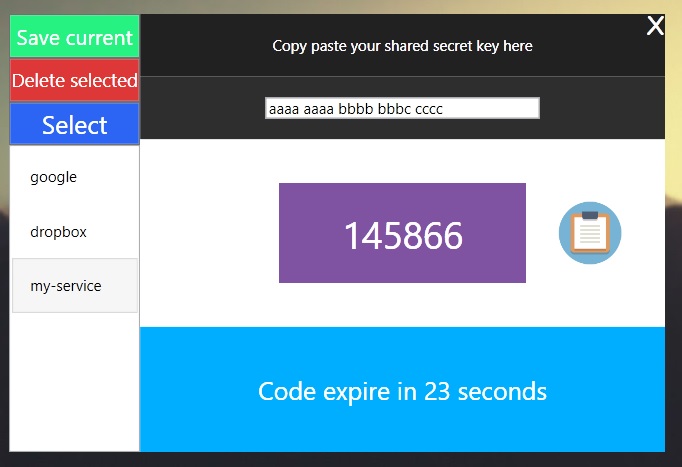 Save current
Delete selected
Select
google
dropbox
my-service
X
Copy paste your shared secret key here
aaaa aaaa bbbb bbbc cccc
145866
Code expire in 23 seconds